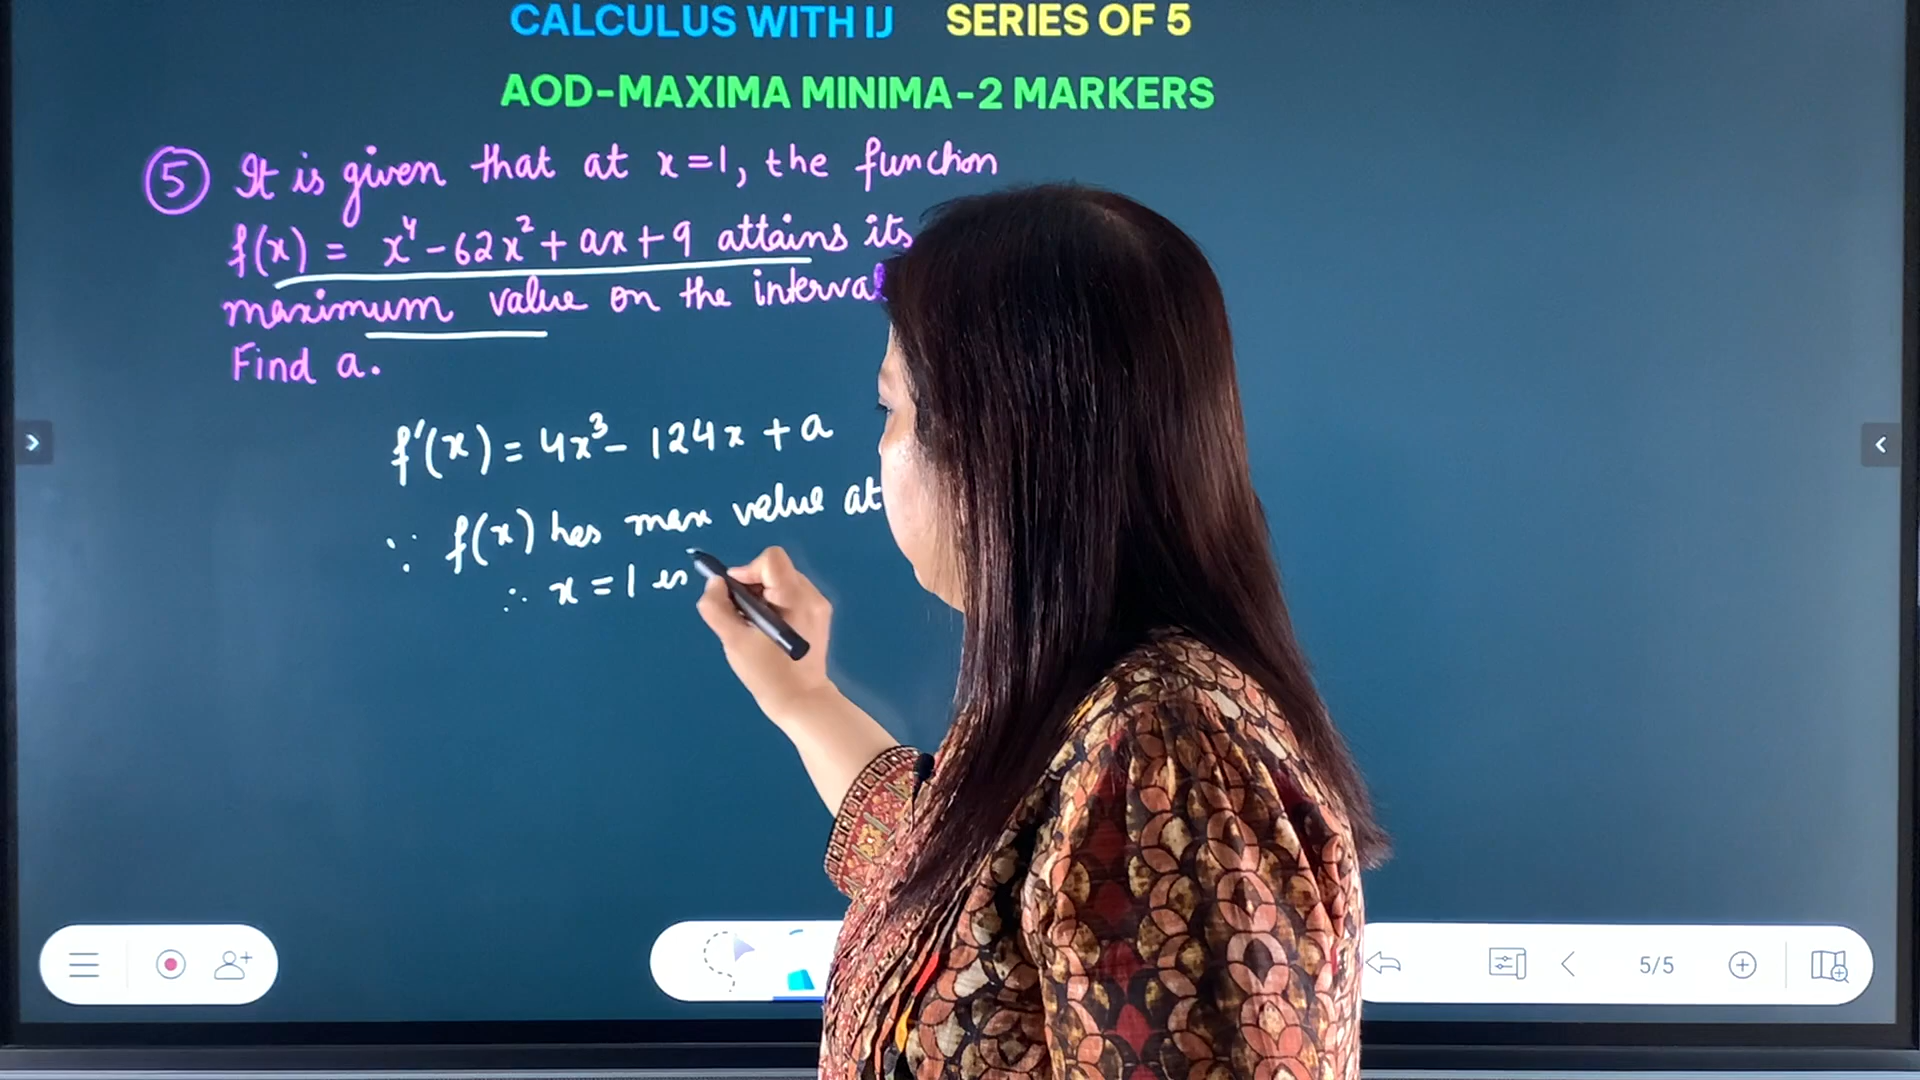 CALCULUS WITH IJ SERIES OF 5
AOD-MAXIMA MINIMA-2 MARKERS
5 It is given that at x=1, the function
f(x) = x⁴-62x²+ax+9 attains its
maximum value on the interval
Find a.
f'(x) = 4x³- 124x + a
∵ f(x) has max value at
∴ x = 1 is
5/5